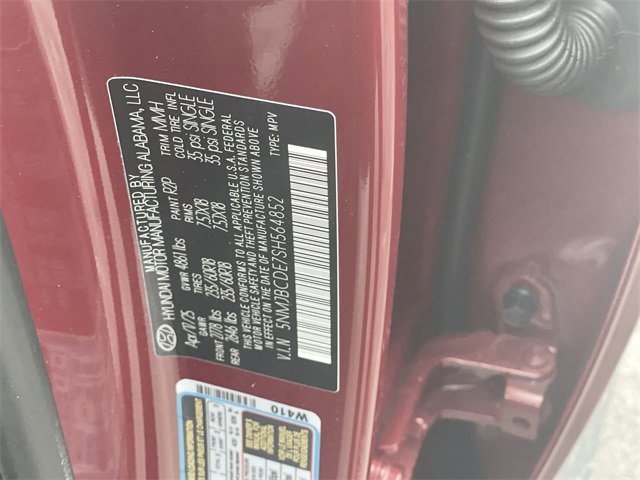 MANUFACTURED BY
HYUNDAI MOTOR MANUFACTURING ALABAMA, LLC
Apr/17/25 PAINT R2P TRIM MMH
GVWR 4861 lbs
GAWR TIRES RIMS COLD TIRE INFL
FRONT 2778 lbs 235/60R18 7.5JX18 35 psi SINGLE
REAR 2646 lbs 235/60R18 7.5JX18 35 psi SINGLE
THIS VEHICLE CONFORMS TO ALL APPLICABLE U.S.A. FEDERAL
MOTOR VEHICLE SAFETY AND THEFT PREVENTION STANDARDS
IN EFFECT ON THE DATE OF MANUFACTURE SHOWN ABOVE.
V.I.N 5NMJBCDE7SH564852 TYPE: MPV
W410